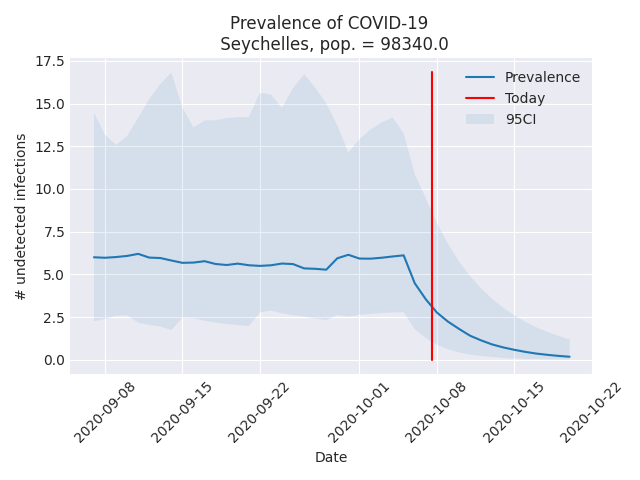 Prevalence of COVID-19
Seychelles, pop. = 98340.0
17.5
15.0
12.5
10.0
7.5
5.0
2.5
0.0
# undetected infections
Prevalence
Today
95CI
2020-09-08
2020-09-15
2020-09-22
2020-10-01
2020-10-08
2020-10-15
2020-10-22
Date